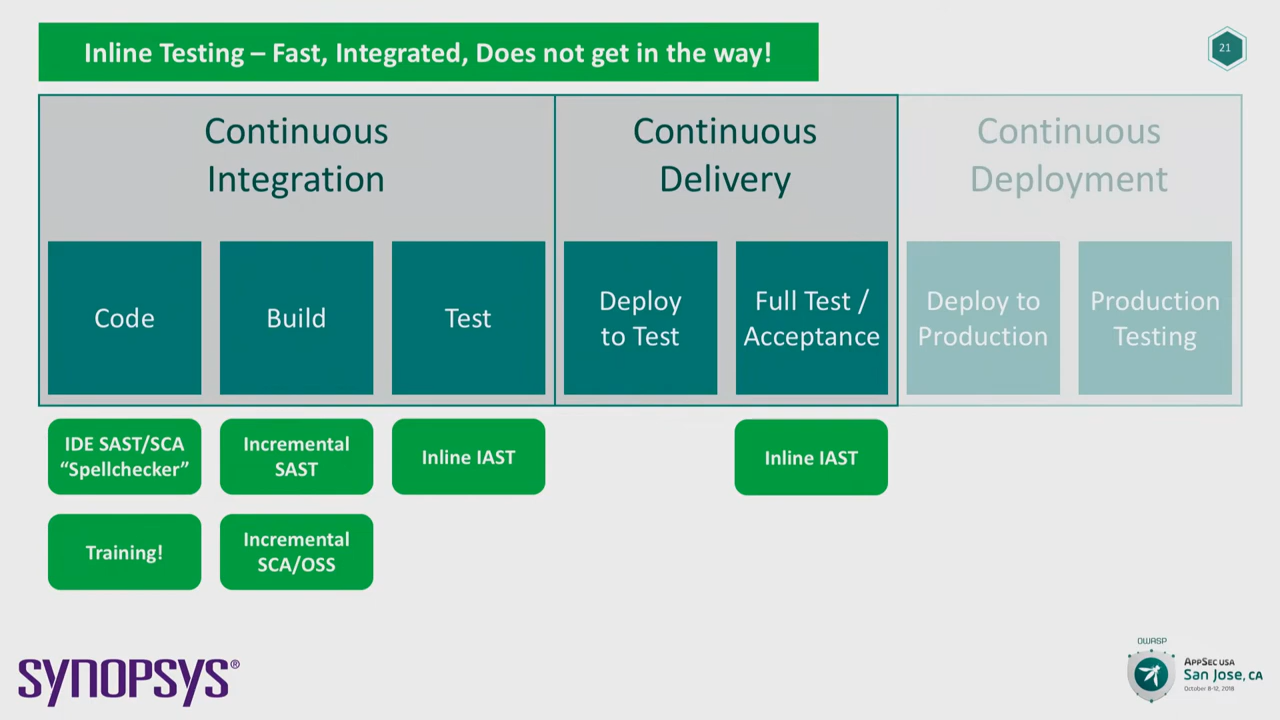 Inline Testing – Fast, Integrated, Does not get in the way!
21
Continuous
Integration
Continuous
Delivery
Continuous
Deployment
Code
Build
Test
Deploy
to Test
Full Test /
Acceptance
Deploy to
Production
Production
Testing
IDE SAST/SCA
“Spellchecker”
Incremental
SAST
Inline IAST
Inline IAST
Training!
Incremental
SCA/OSS
SYNOPSYS®
OWASP
AppSec USA
San Jose, CA
October 8-12, 2018